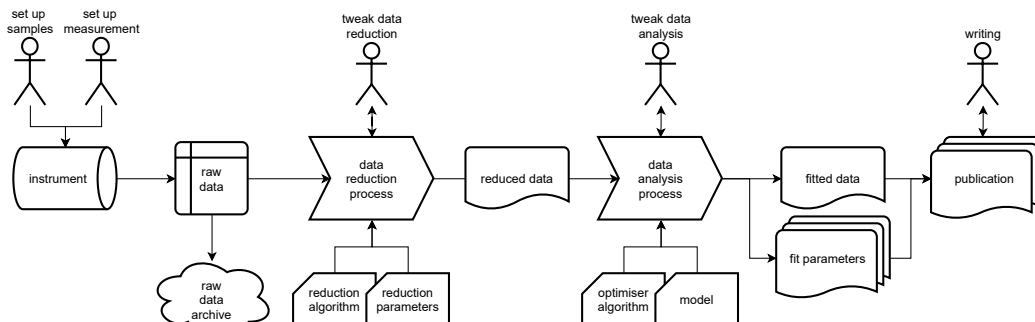 set up
samples
set up
measurement
tweak data
reduction
tweak data
analysis
writing
instrument
raw
data
data
reduction
process
reduced data
data
analysis
process
fitted data
publication
fit parameters
raw
data
archive
reduction
algorithm
reduction
parameters
optimiser
algorithm
model